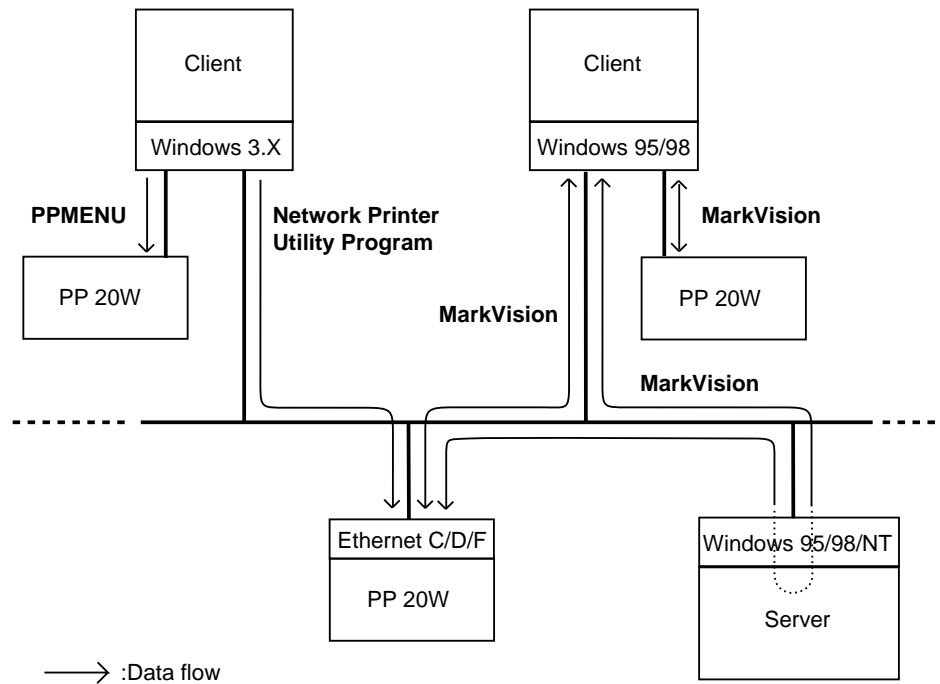 Client
Client
Windows 3.X
Windows 95/98
PPMENU
Network Printer
Utility Program
MarkVision
PP 20W
PP 20W
MarkVision
MarkVision
Ethernet C/D/F
Windows 95/98/NT
PP 20W
Server
:Data flow